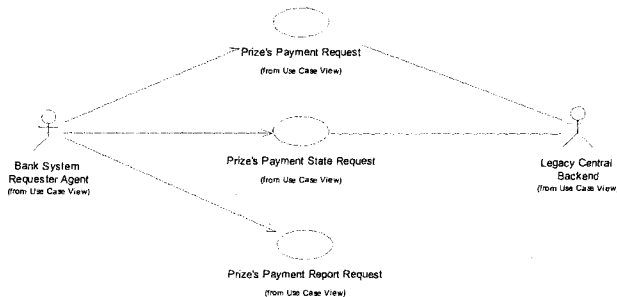 Prize's Payment Request
(from Use Case View)
Prize's Payment State Request
(from Use Case View)
Bank System
Requester Agent
(from Use Case View)
Legacy Central
Backend
(from Use Case View
Prize's Payment Report Request
(from Use Case View)